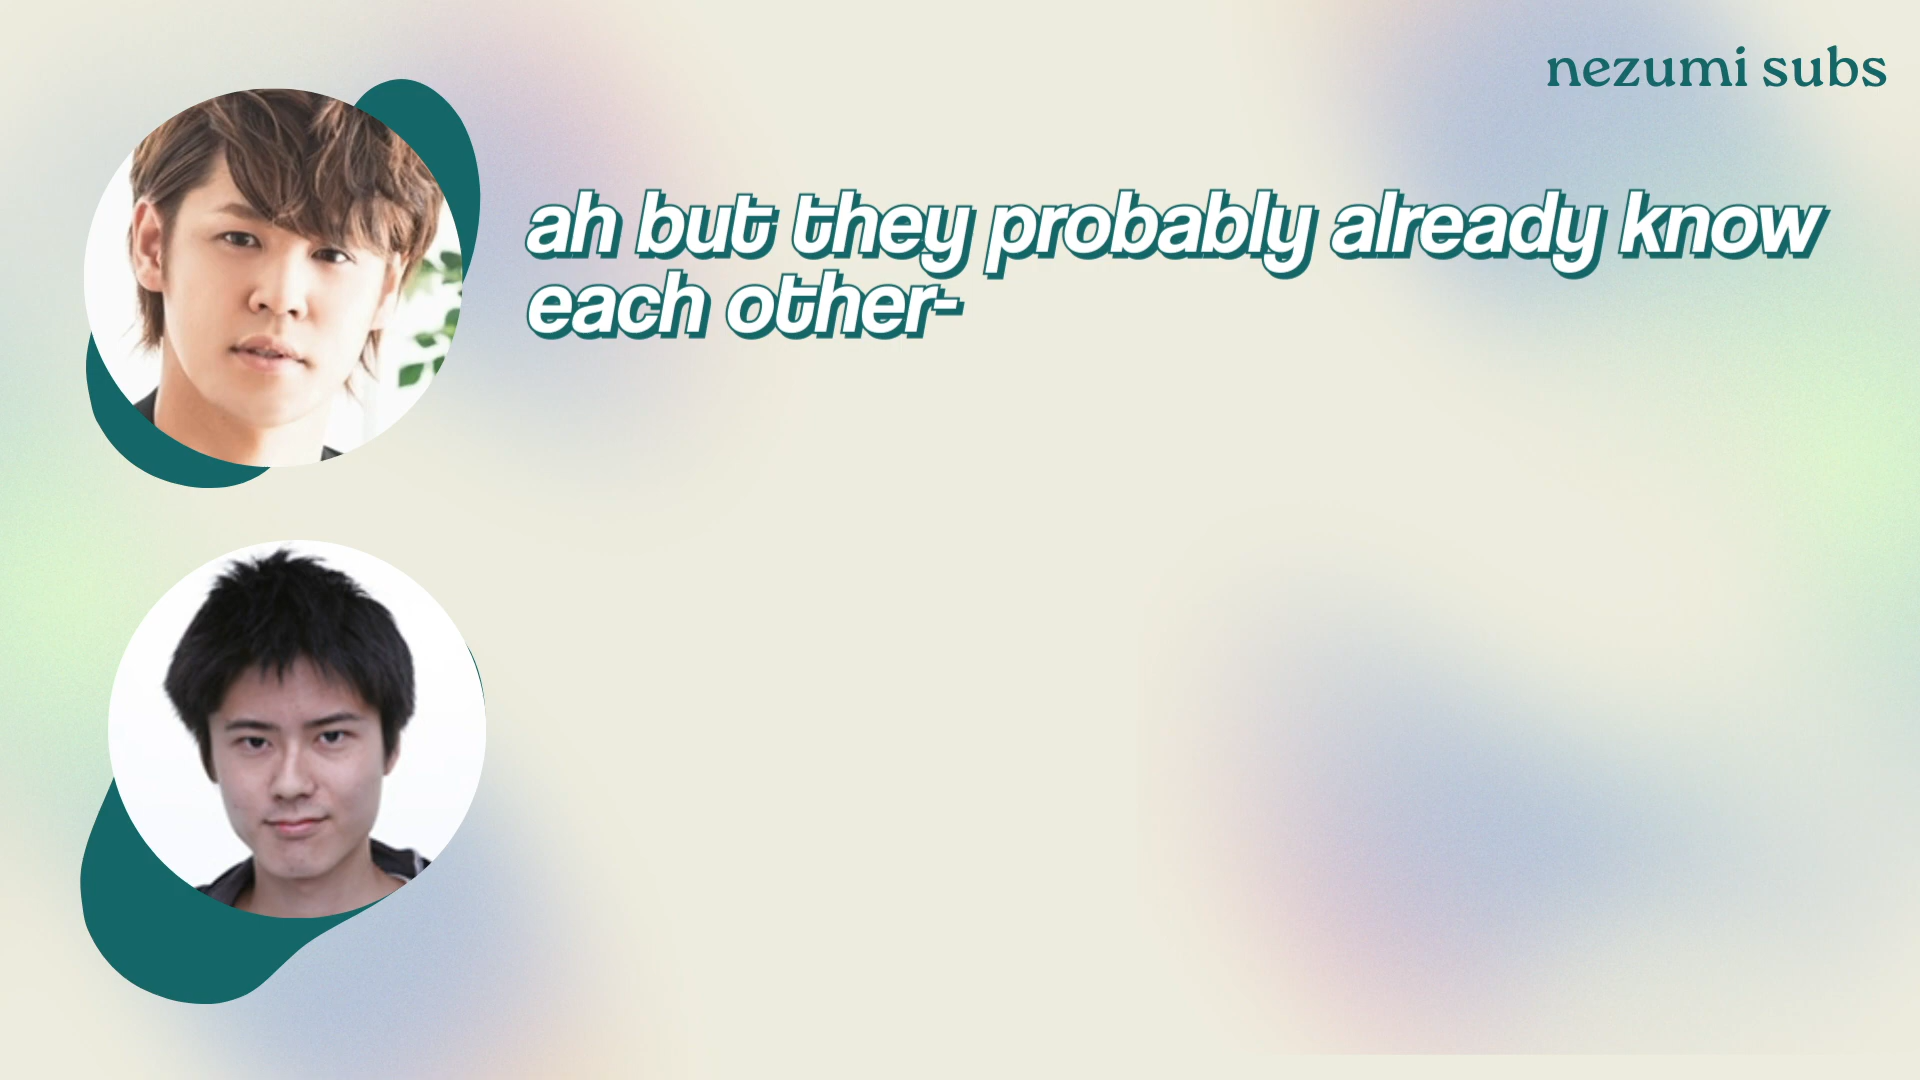 nezumi subs
ah but they probably already know
each other-